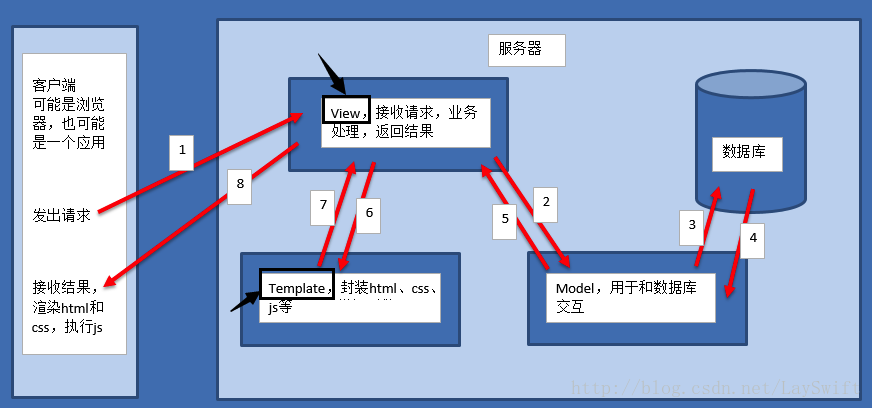 服务器
客户端
可能是浏览
器，也可能
是一个应用
发出请求
接收结果，
渲染html和
css，执行js
View，接收请求，业务
处理，返回结果
数据库
1
8
7
6
5
2
3
4
Template，封装html、css、
js等
Model，用于和数据库
交互
http://blog.csdn.net/LaySwift